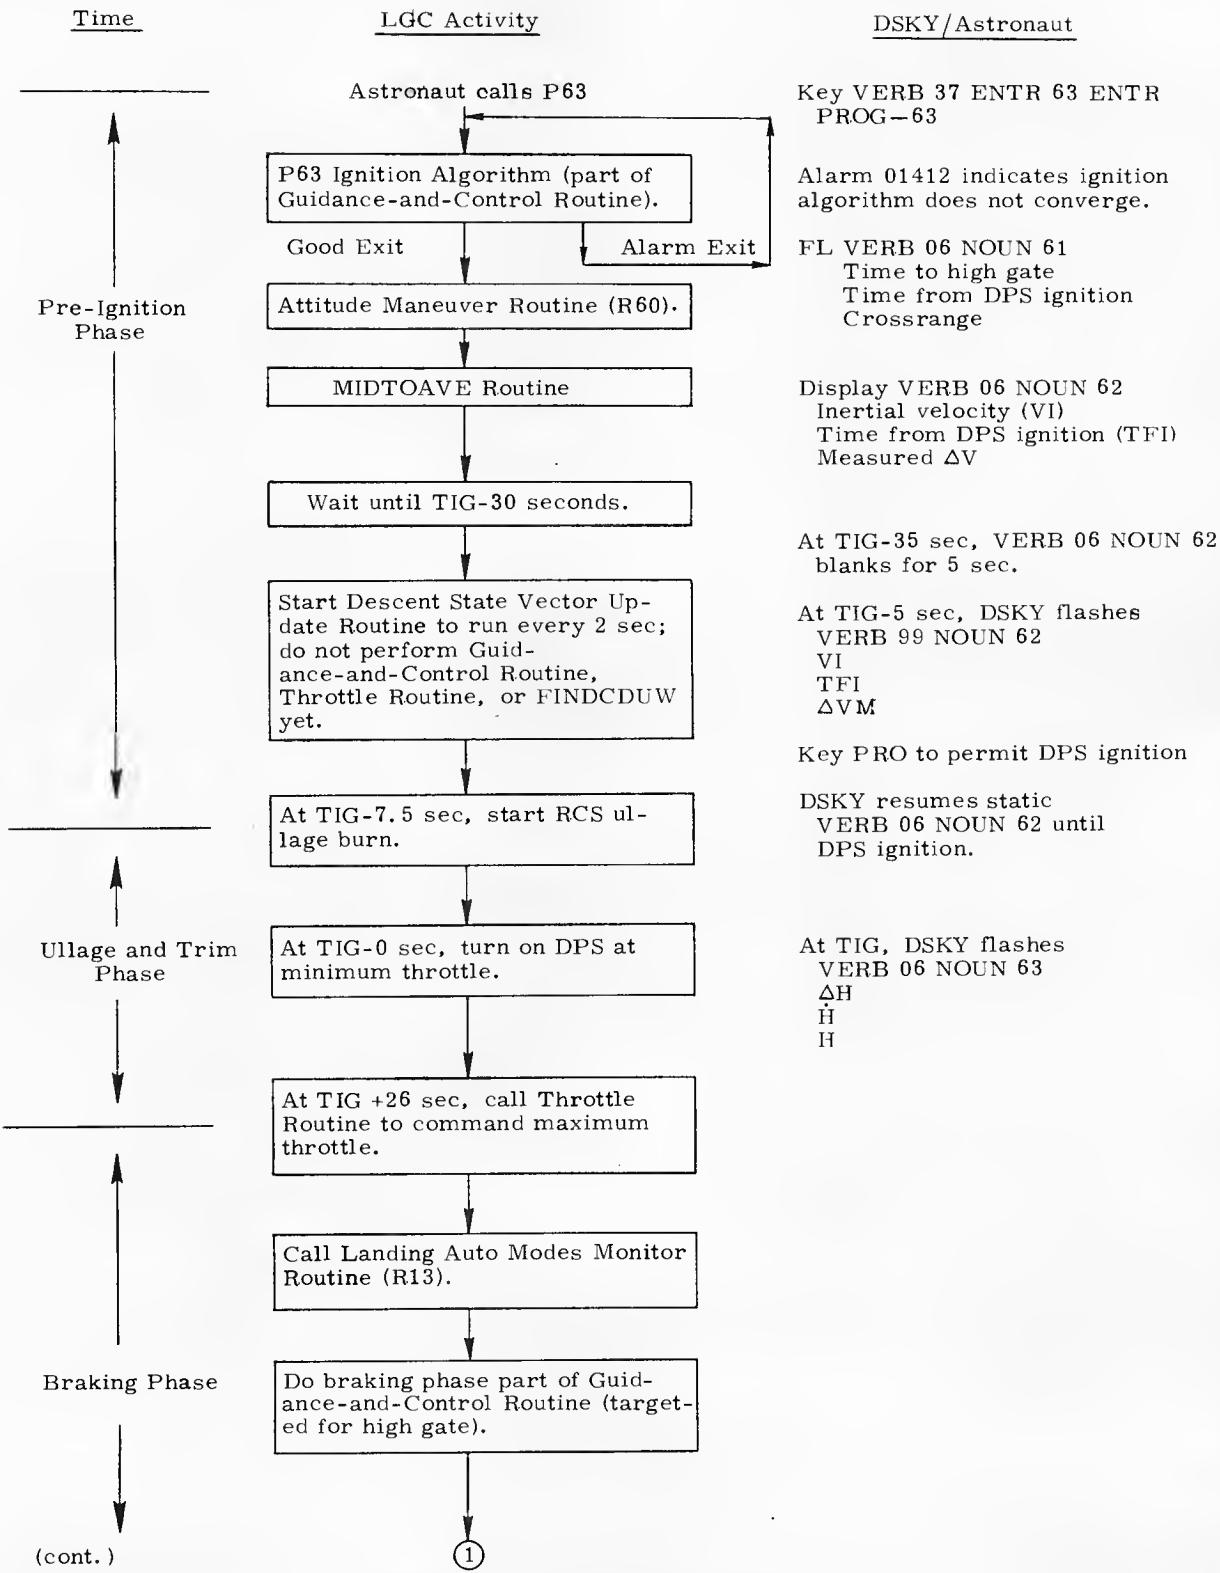 Time
LGC Activity
DSKY/Astronaut
Astronaut calls P63
Key VERB 37 ENTR 63 ENTR
PROG—63
P63 Ignition Algorithm (part of
Guidance-and-Control Routine).
Alarm 01412 indicates ignition
algorithm does not converge.
Good Exit
Alarm Exit
FL VERB 06 NOUN 61
Time to high gate
Time from DPS ignition
Crossrange
Pre-Ignition
Phase
Attitude Maneuver Routine (R60).
MIDTOAVE Routine
Display VERB 06 NOUN 62
Inertial velocity (VI)
Time from DPS ignition (TFI)
Measured ΔV
Wait until TIG-30 seconds.
At TIG-35 sec, VERB 06 NOUN 62
blanks for 5 sec.
Start Descent State Vector Up-
date Routine to run every 2 sec;
do not perform Guid-
ance-and-Control Routine,
Throttle Routine, or FINDCDUW
yet.
At TIG-5 sec, DSKY flashes
VERB 99 NOUN 62
VI
TFI
ΔVM
Key PRO to permit DPS ignition
At TIG-7.5 sec, start RCS ul-
lage burn.
DSKY resumes static
VERB 06 NOUN 62 until
DPS ignition.
Ullage and Trim
Phase
At TIG-0 sec, turn on DPS at
minimum throttle.
At TIG, DSKY flashes
VERB 06 NOUN 63
ΔH
Ḣ
H
At TIG +26 sec, call Throttle
Routine to command maximum
throttle.
Call Landing Auto Modes Monitor
Routine (R13).
Braking Phase
Do braking phase part of Guid-
ance-and-Control Routine (target-
ed for high gate).
(cont.)
1